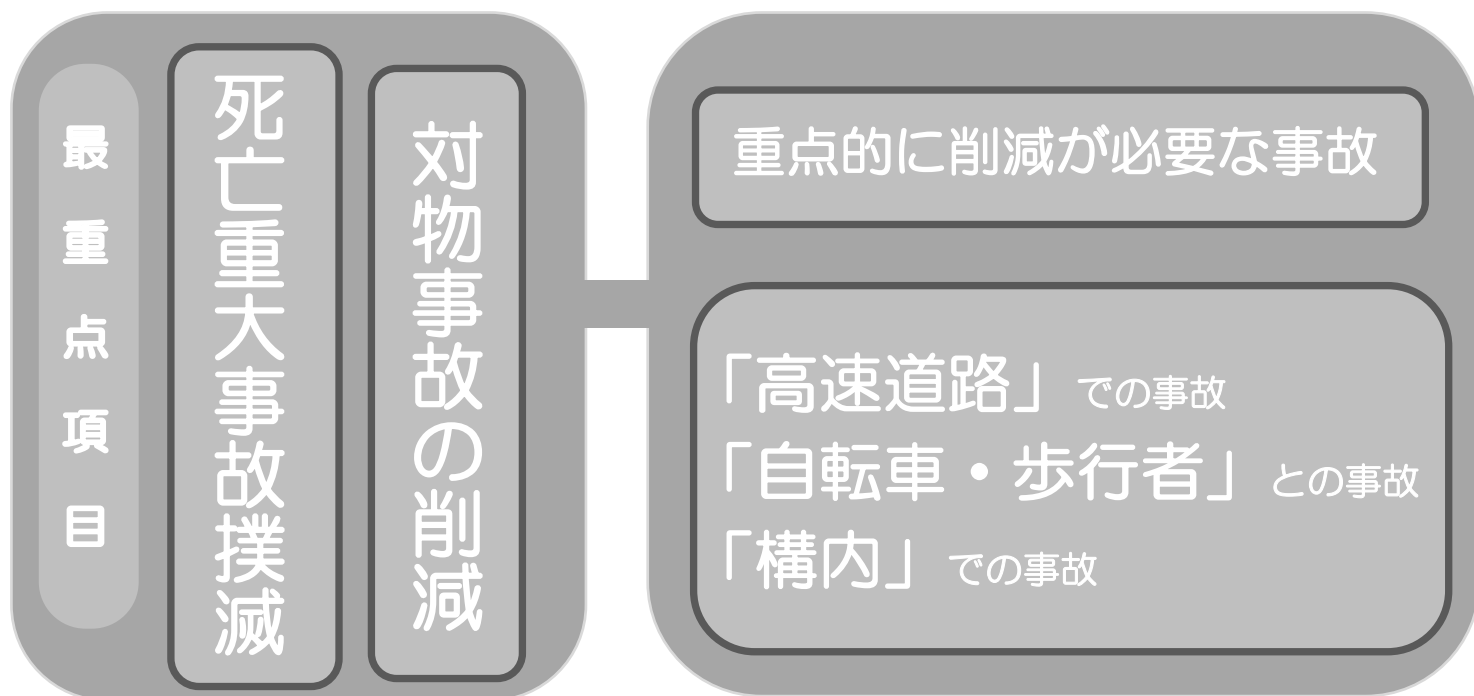 最重点項目
死亡重大事故撲滅
対物事故の削減
重点的に削減が必要な事故
「高速道路」での事故
「自転車・歩行者」との事故
「構内」での事故